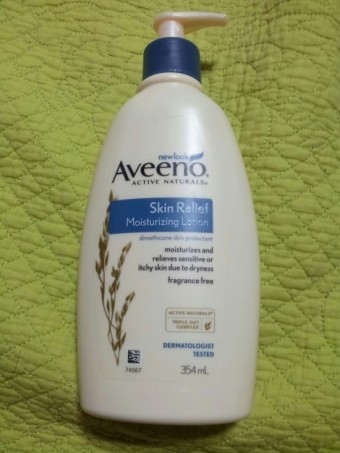 new look
Aveeno®
ACTIVE NATURALS®
Skin Relief
Moisturizing Lotion
dimethicone skin protectant
moisturizes and
relieves sensitive or
itchy skin due to dryness
fragrance free
ACTIVE NATURALS®
TRIPLE OAT
COMPLEX
DERMATOLOGIST
TESTED
74567
354 mL